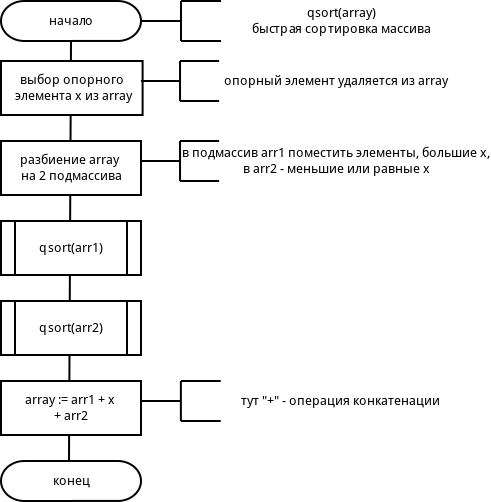 начало
qsort(array)
быстрая сортировка массива
выбор опорного
элемента x из array
опорный элемент удаляется из array
разбиение array
на 2 подмассива
в подмассив arr1 поместить элементы, большие x,
в arr2 - меньшие или равные x
qsort(arr1)
qsort(arr2)
array := arr1 + x
+ arr2
тут "+" - операция конкатенации
конец